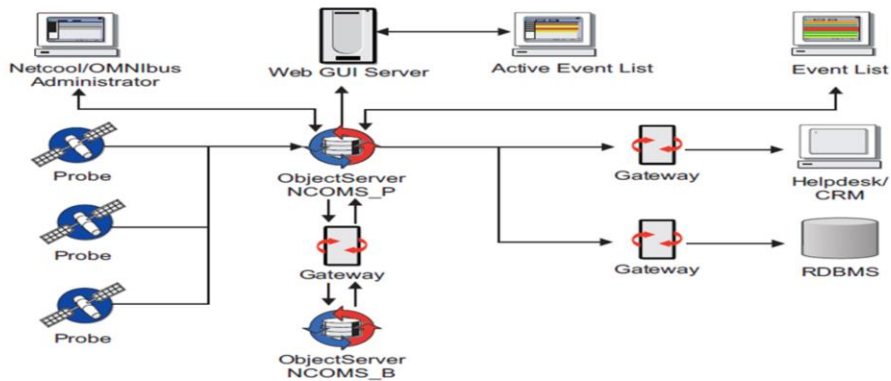 Netcool/OMNIbus
Administrator
Web GUI Server
Active Event List
Event List
Probe
ObjectServer
NCOMS_P
Gateway
Helpdesk/
CRM
Probe
Gateway
Gateway
RDBMS
Probe
ObjectServer
NCOMS_B